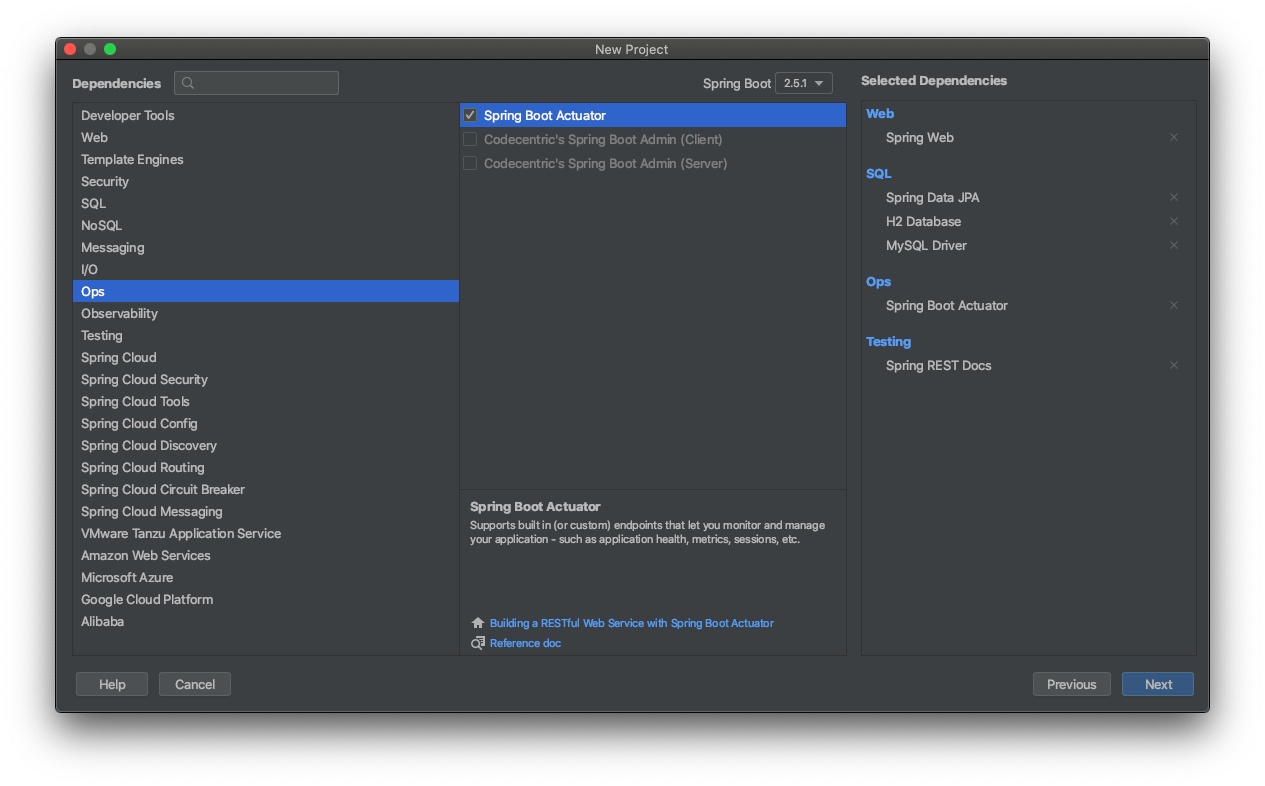 New Project
Dependencies
Spring Boot 2.5.1
Developer Tools
Web
Template Engines
Security
SQL
NoSQL
Messaging
I/O
Ops
Observability
Testing
Spring Cloud
Spring Cloud Security
Spring Cloud Tools
Spring Cloud Config
Spring Cloud Discovery
Spring Cloud Routing
Spring Cloud Circuit Breaker
Spring Cloud Messaging
VMware Tanzu Application Service
Amazon Web Services
Microsoft Azure
Google Cloud Platform
Alibaba
Spring Boot Actuator
Codecentric's Spring Boot Admin (Client)
Codecentric's Spring Boot Admin (Server)
Spring Boot Actuator
Supports built in (or custom) endpoints that let you monitor and manage
your application - such as application health, metrics, sessions, etc.
Building a RESTful Web Service with Spring Boot Actuator
Reference doc
Selected Dependencies
Web
Spring Web
SQL
Spring Data JPA
H2 Database
MySQL Driver
Ops
Spring Boot Actuator
Testing
Spring REST Docs
Help
Cancel
Previous
Next